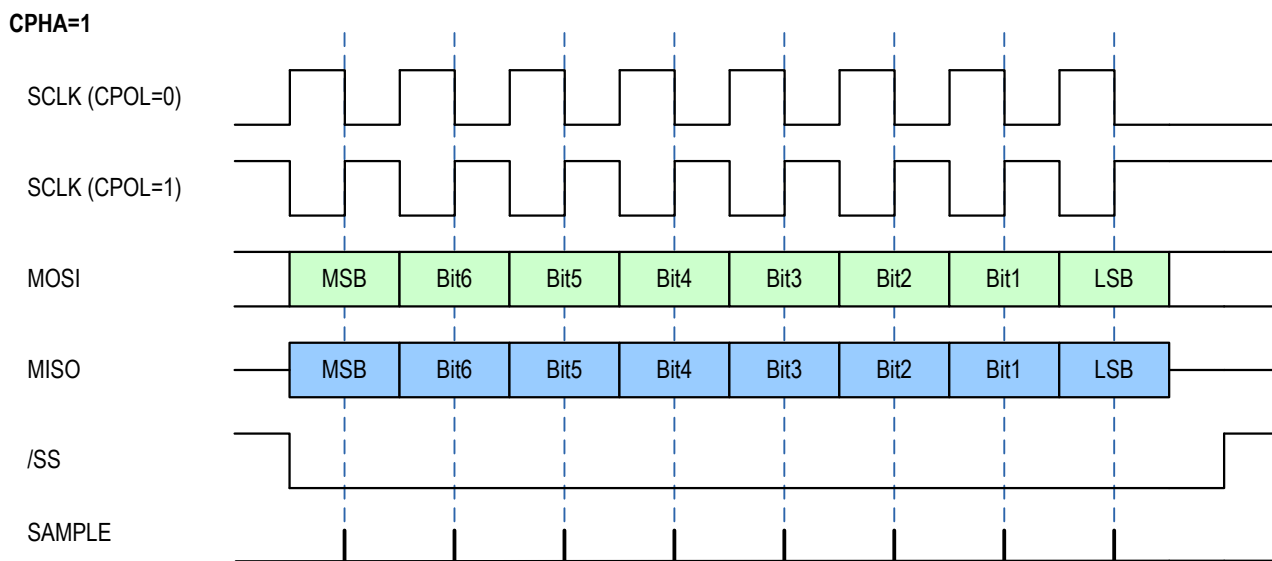 CPHA=1
SCLK (CPOL=0)
SCLK (CPOL=1)
MOSI MSB Bit6 Bit5 Bit4 Bit3 Bit2 Bit1 LSB
MISO MSB Bit6 Bit5 Bit4 Bit3 Bit2 Bit1 LSB
/SS
SAMPLE